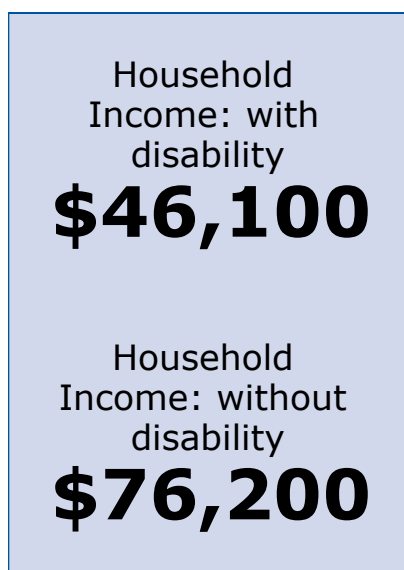 Household
Income: with
disability
$46,100
Household
Income: without
disability
$76,200